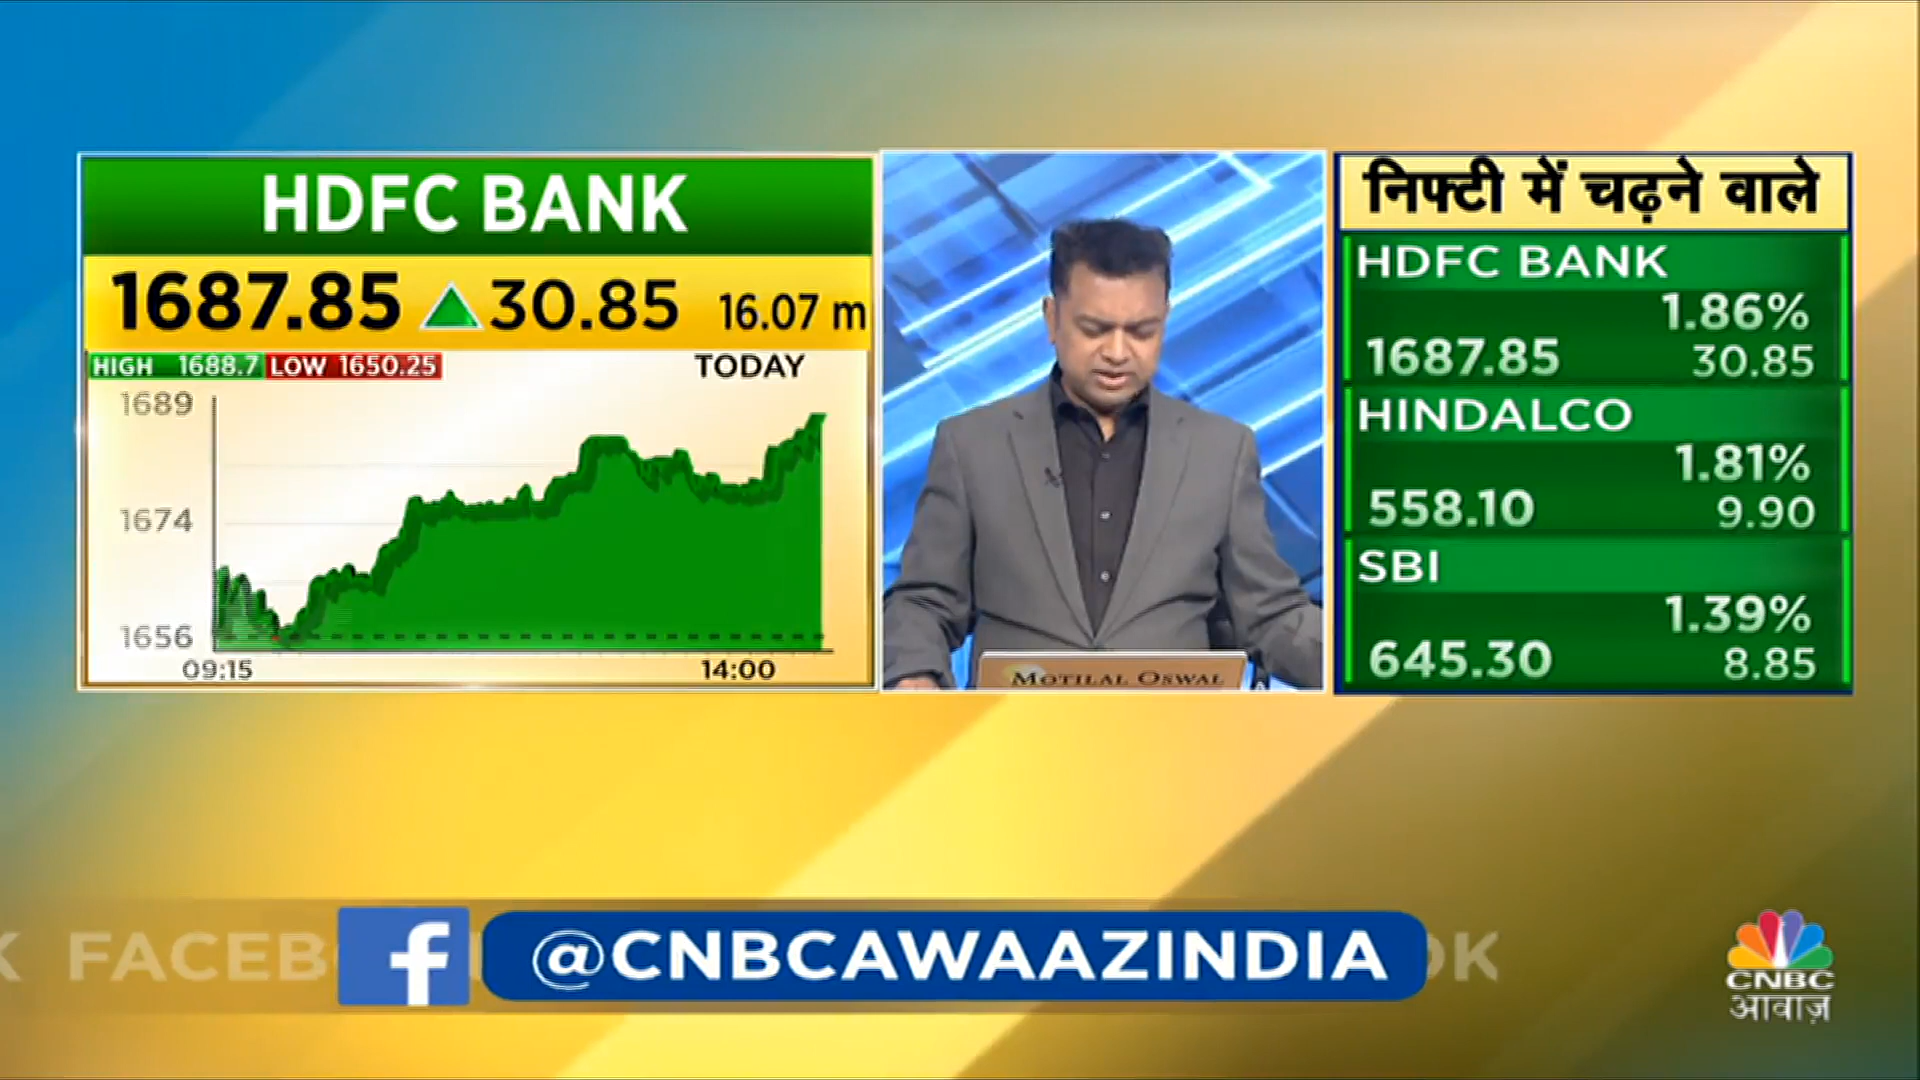 HDFC BANK
1687.85 30.85 16.07 m
HIGH 1688.7 LOW 1650.25 TODAY
1689
1674
1656
09:15 14:00
MOTILAL OSWAL
निफ्टी में चढ़ने वाले
HDFC BANK
1.86%
1687.85 30.85
HINDALCO
1.81%
558.10 9.90
SBI
1.39%
645.30 8.85
K FACEB f @CNBCAWAAZINDIA OK
CNBC
आवाज़